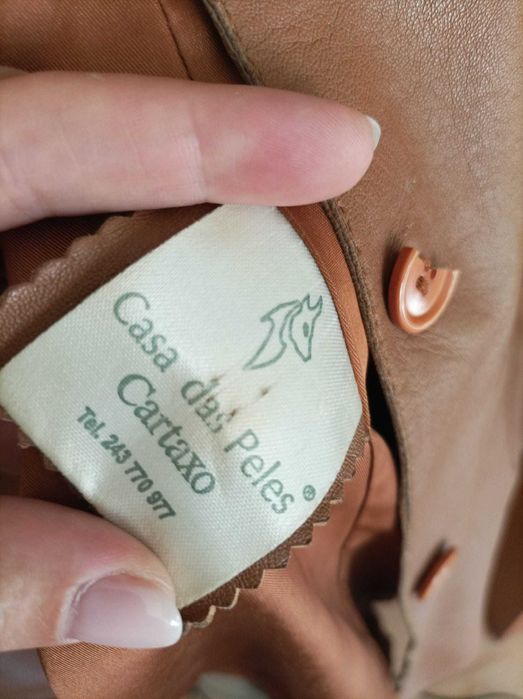 Casa das Peles ®
Cartaxo
Tel. 243 770 977